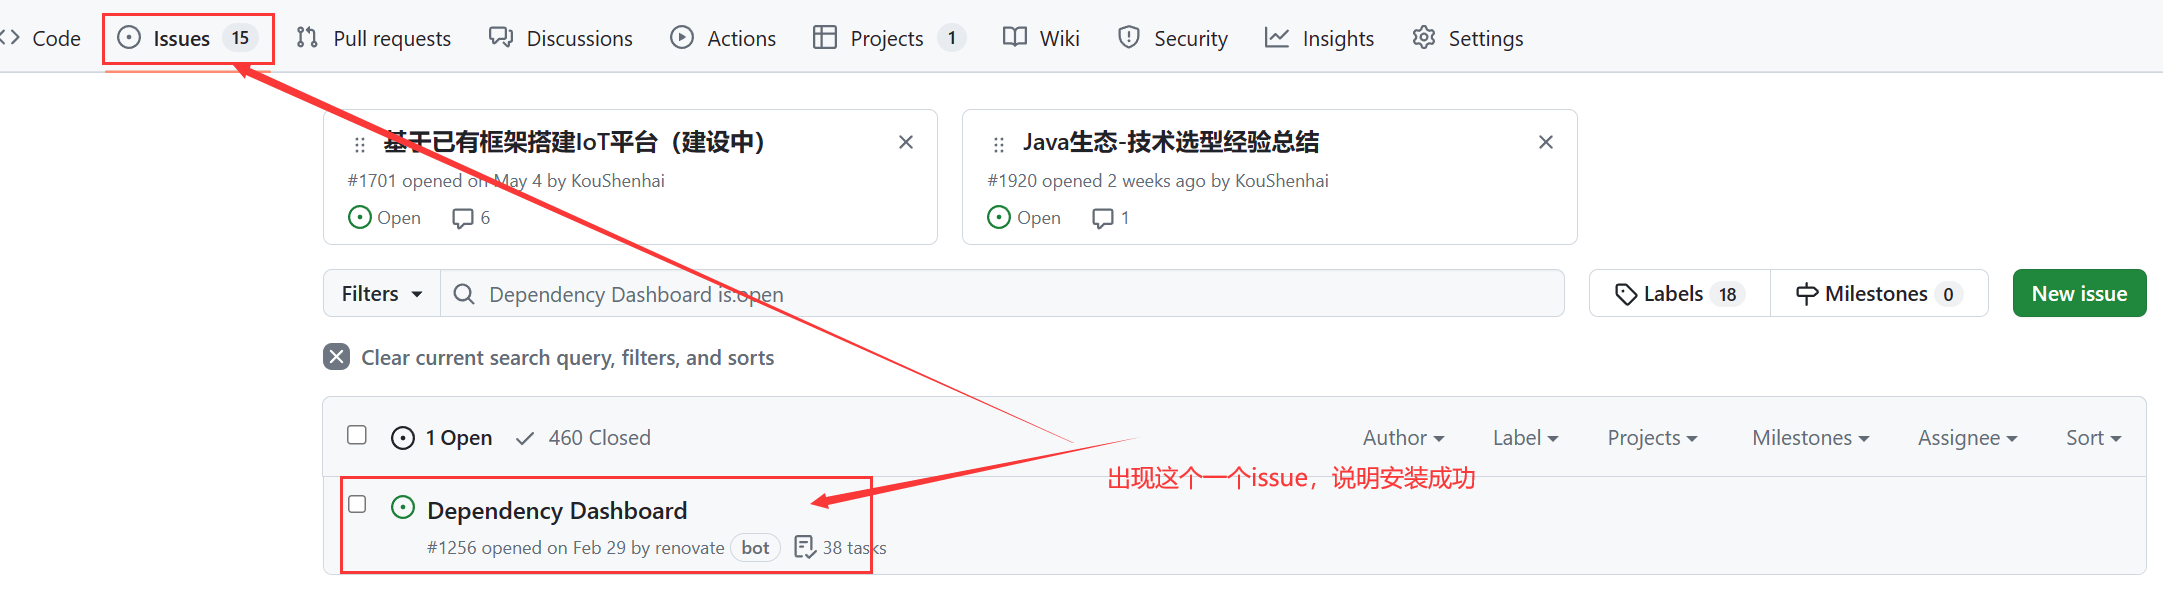 Code Issues 15 Pull requests Discussions Actions Projects 1 Wiki Security Insights Settings
基于已有框架搭建IoT平台（建设中）
#1701 opened on May 4 by KouShenhai
Open 6
Java生态-技术选型经验总结
#1920 opened 2 weeks ago by KouShenhai
Open 1
Filters Dependency Dashboard is:open Labels 18 Milestones 0 New issue
Clear current search query, filters, and sorts
1 Open 460 Closed Author Label Projects Milestones Assignee Sort
出现这个一个issue，说明安装成功
Dependency Dashboard
#1256 opened on Feb 29 by renovate bot 38 tasks